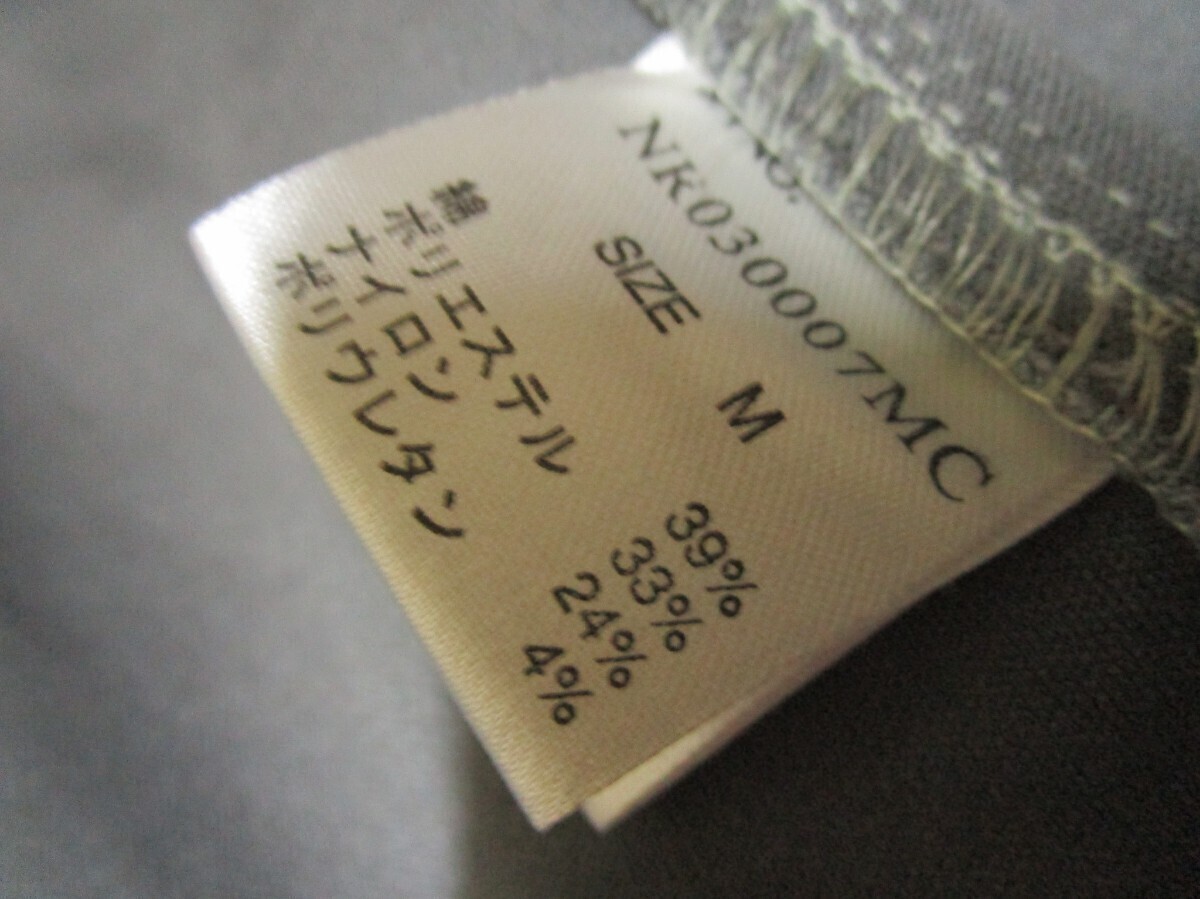 No.
NK030007MC
SIZE M
綿 39%
ポリエステル 33%
ナイロン 24%
ポリウレタン 4%